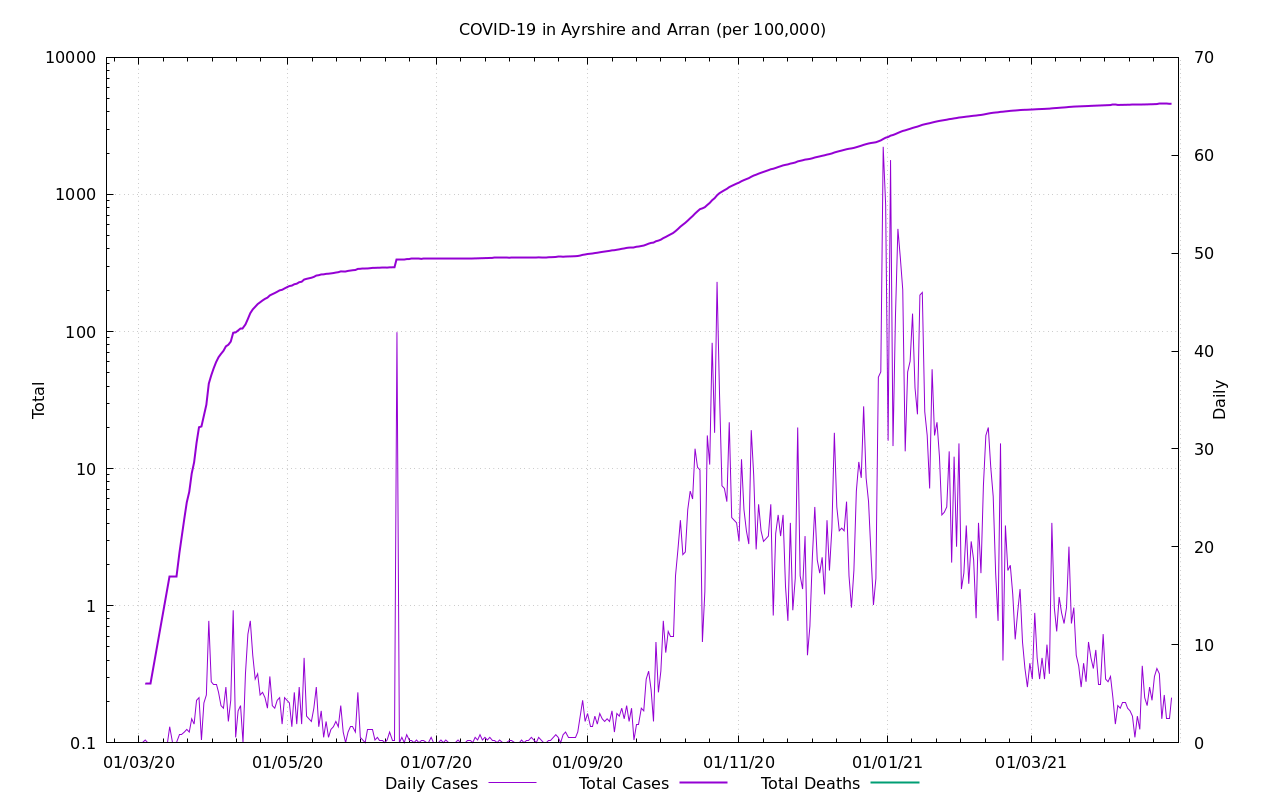 COVID-19 in Ayrshire and Arran (per 100,000)
10000
1000
100
10
1
0.1
Total
70
60
50
40
30
20
10
0
Daily
01/03/20 01/05/20 01/07/20 01/09/20 01/11/20 01/01/21 01/03/21
Daily Cases Total Cases Total Deaths